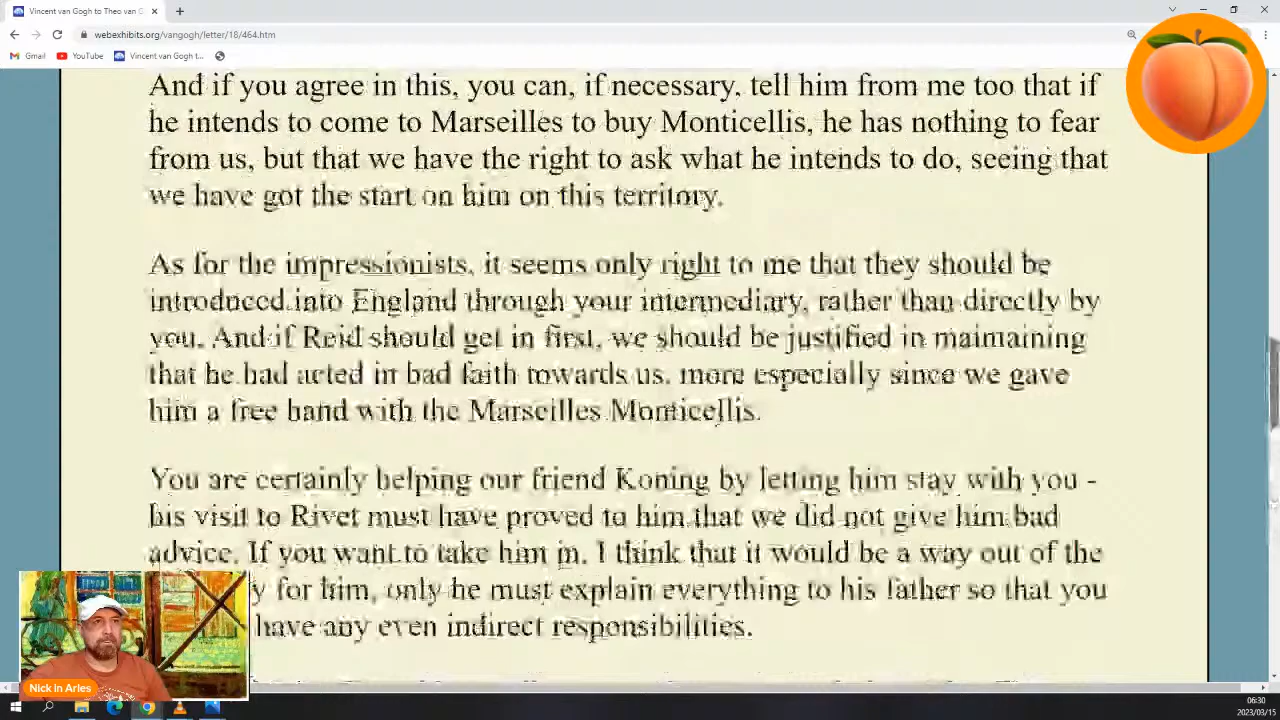 Vincent van Gogh to Theo van G
webexhibits.org/vangogh/letter/18/464.htm
Gmail
YouTube
Vincent van Gogh t...
And if you agree in this, you can, if necessary, tell him from me too that if
he intends to come to Marseilles to buy Monticellis, he has nothing to fear
from us, but that we have the right to ask what he intends to do, seeing that
we have got the start on him on this territory.
As for the impressionists, it seems only right to me that they should be
introduced into England through your intermediary, rather than directly by
you. And if Reid should get in first, we should be justified in maintaining
that he had acted in bad faith towards us, more especially since we gave
him a free hand with the Marseilles Monticellis.
You are certainly helping our friend Koning by letting him stay with you -
his visit to Rivet must have proved to him that we did not give him bad
advice. If you want to take him in, I think that it would be a way out of the
y for him, only he must explain everything to his father so that you
have any even indirect responsibilities.
Nick in Arles
06:30
2023/03/15